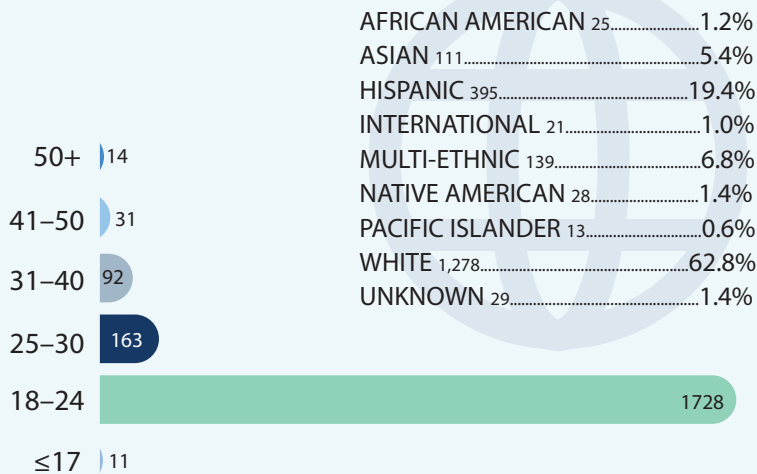 AFRICAN AMERICAN 25..........1.2%
ASIAN 111..........5.4%
HISPANIC 395..........19.4%
INTERNATIONAL 21..........1.0%
MULTI-ETHNIC 139..........6.8%
NATIVE AMERICAN 28..........1.4%
PACIFIC ISLANDER 13..........0.6%
WHITE 1,278..........62.8%
UNKNOWN 29..........1.4%
50+ 14
41–50 31
31–40 92
25–30 163
18–24 1728
≤17 11